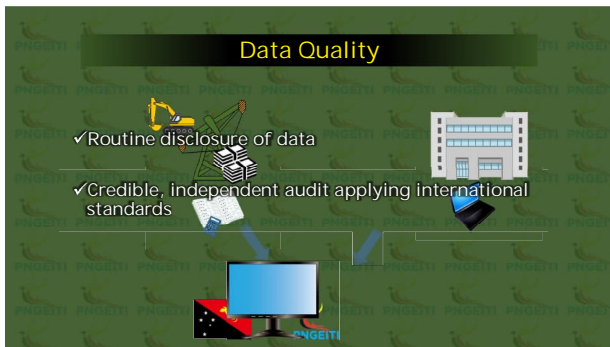 Data Quality
✓Routine disclosure of data
✓Credible, independent audit applying international
standards
PNGEITI